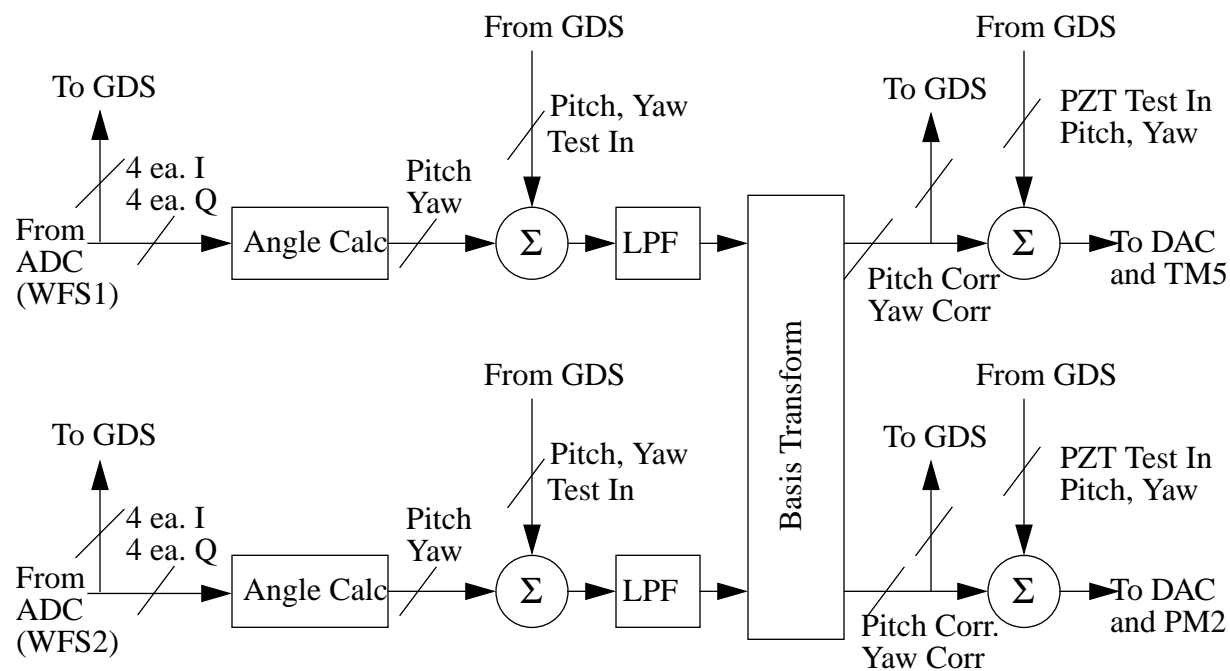 From GDS
From GDS
To GDS
To GDS
Pitch, Yaw
Test In
PZT Test In
Pitch, Yaw
4 ea. I
4 ea. Q
Pitch
Yaw
From
ADC
(WFS1)
Angle Calc
Σ
LPF
Σ
To DAC
and TM5
Pitch Corr
Yaw Corr
Basis Transform
From GDS
From GDS
To GDS
To GDS
Pitch, Yaw
Test In
PZT Test In
Pitch, Yaw
4 ea. I
4 ea. Q
Pitch
Yaw
From
ADC
(WFS2)
Angle Calc
Σ
LPF
Σ
To DAC
and PM2
Pitch Corr.
Yaw Corr